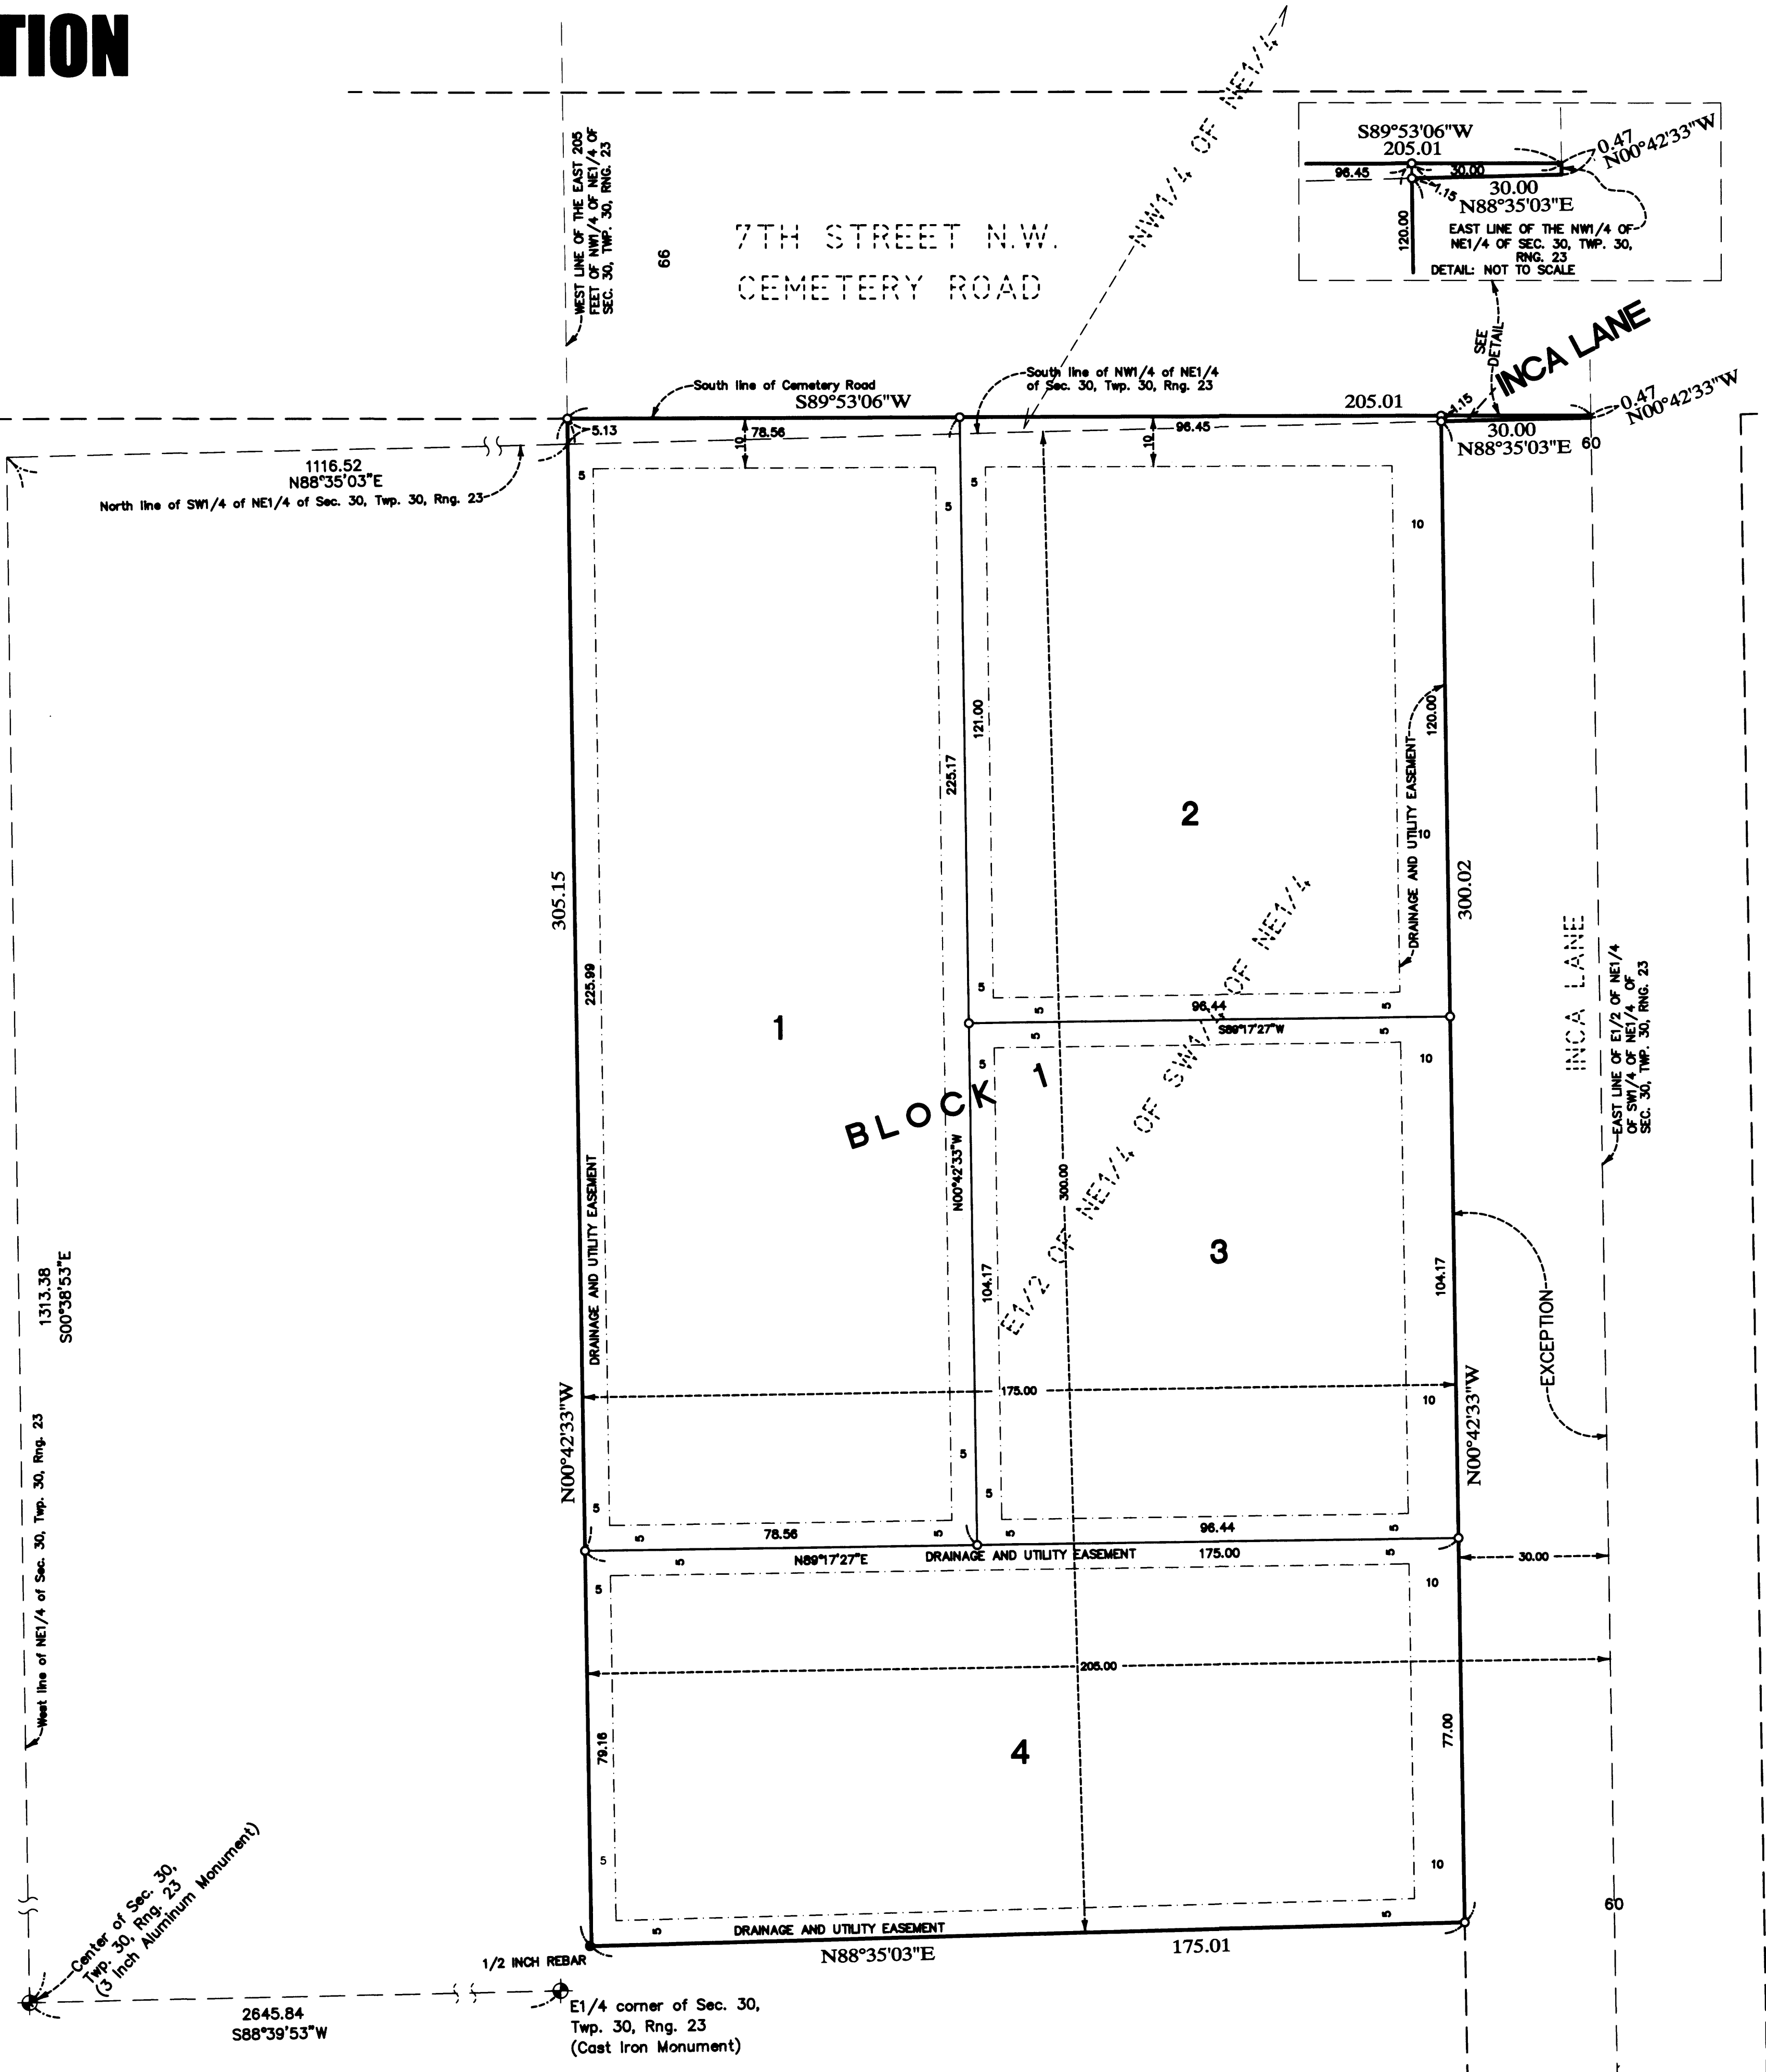 TION
WEST LINE OF THE EAST 205
FEET OF NW1/4 OF NE1/4 OF
SEC. 30, TWP. 30, RNG. 23
66
7TH STREET N.W.
CEMETERY ROAD
NW1/4 OF NE1/4
S89°53'06"W
205.01
96.45
30.00
1.15
30.00
N88°35'03"E
0.47
N00°42'33"W
120.00
EAST LINE OF THE NW1/4 OF
NE1/4 OF SEC. 30, TWP. 30,
RNG. 23
DETAIL: NOT TO SCALE
SEE
DETAIL
INCA LANE
South line of Cemetery Road
S89°53'06"W
South line of NW1/4 of NE1/4
of Sec. 30, Twp. 30, Rng. 23
205.01
1.15
0.47
N00°42'33"W
30.00
N88°35'03"E
60
5.13
10
78.56
10
96.45
1116.52
N88°35'03"E
North line of SW1/4 of NE1/4 of Sec. 30, Twp. 30, Rng. 23
5
5
5
10
121.00
225.17
120.00
DRAINAGE AND UTILITY EASEMENT
10
2
305.15
225.99
300.02
1
INCA LANE
EAST LINE OF E1/2 OF NE1/4
OF SW1/4 OF NE1/4 OF
SEC. 30, TWP. 30, RNG. 23
5
5
96.44
5
5
S89°17'27"W
5
5
10
BLOCK 1
E1/2 OF NE1/4 OF SW1/4 OF NE1/4
N00°42'33"W
300.00
3
DRAINAGE AND UTILITY EASEMENT
104.17
104.17
EXCEPTION
1313.38
S00°38'53"E
175.00
10
N00°42'33"W
N00°42'33"W
West line of NE1/4 of Sec. 30, Twp. 30, Rng. 23
5
5
5
5
78.56
5
5
96.44
5
5
N89°17'27"E
DRAINAGE AND UTILITY EASEMENT
175.00
5
30.00
5
10
205.00
79.16
4
77.00
5
10
60
5
DRAINAGE AND UTILITY EASEMENT
5
N88°35'03"E
175.01
1/2 INCH REBAR
Center of Sec. 30,
Twp. 30, Rng. 23
(3 Inch Aluminum Monument)
2645.84
S88°39'53"W
E1/4 corner of Sec. 30,
Twp. 30, Rng. 23
(Cast Iron Monument)